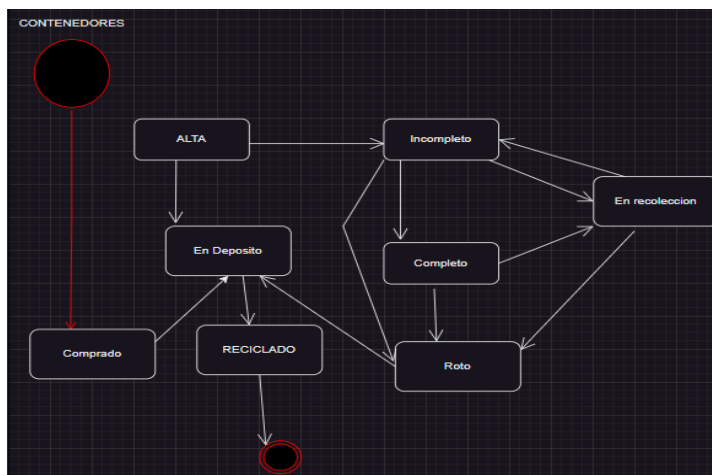 CONTENEDORES
ALTA
Incompleto
En recoleccion
En Deposito
Completo
Comprado
RECICLADO
Roto